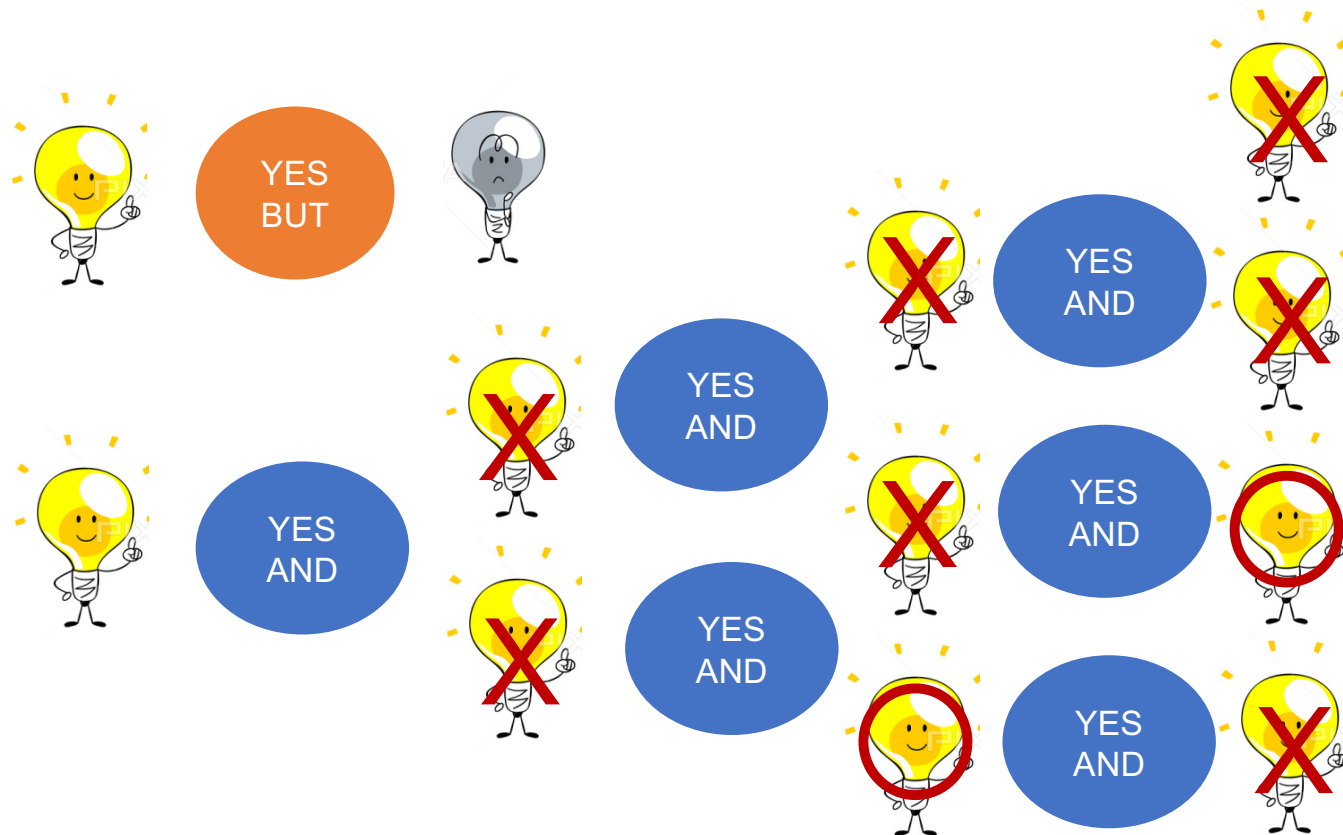 YES
BUT
X
X
YES
AND
X
X
YES
AND
X
YES
AND
YES
AND
X
YES
AND
X
YES
AND
X